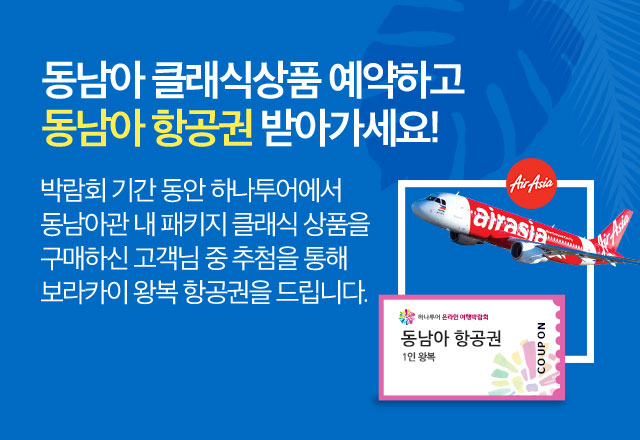 동남아 클래식상품 예약하고
동남아 항공권 받아가세요!
박람회 기간 동안 하나투어에서
동남아관 내 패키지 클래식 상품을
구매하신 고객님 중 추첨을 통해
보라카이 왕복 항공권을 드립니다.
AirAsia
airasia
AirAsia
하나투어 온라인 여행박람회
동남아 항공권
1인 왕복
COUPON